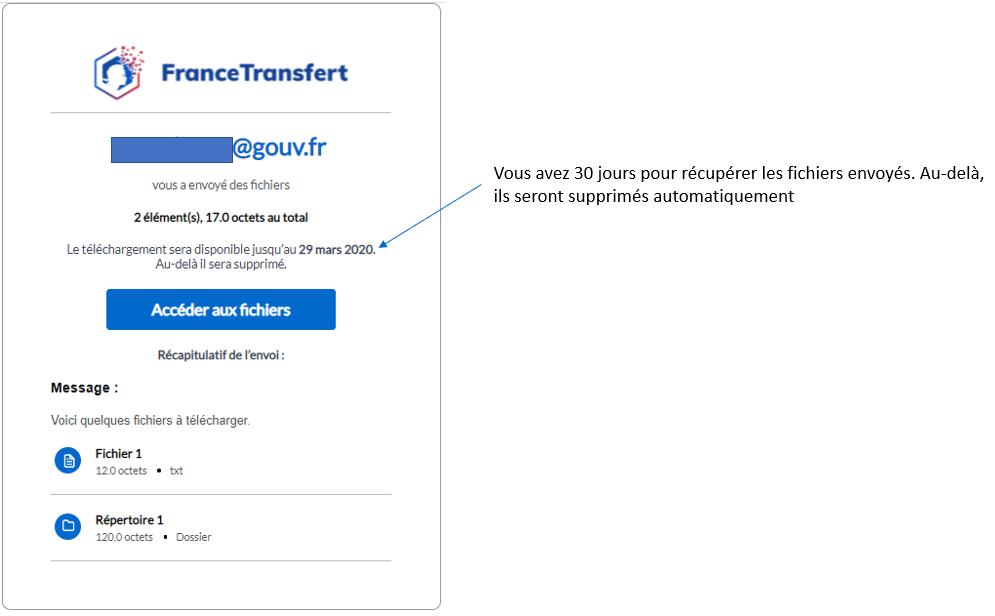 FranceTransfert
@gouv.fr
vous a envoyé des fichiers
2 élément(s), 17.0 octets au total
Le téléchargement sera disponible jusqu'au 29 mars 2020.
Au-delà il sera supprimé.
Accéder aux fichiers
Récapitulatif de l'envoi :
Message :
Voici quelques fichiers à télécharger.
Fichier 1
12.0 octets • txt
Répertoire 1
120.0 octets • Dossier
Vous avez 30 jours pour récupérer les fichiers envoyés. Au-delà,
ils seront supprimés automatiquement